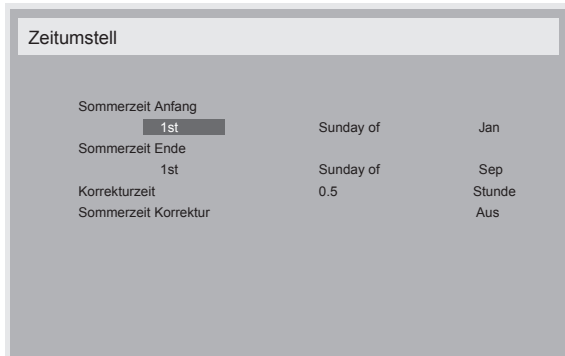 Zeitumstell
Sommerzeit Anfang
1st Sunday of Jan
Sommerzeit Ende
1st Sunday of Sep
Korrekturzeit 0.5 Stunde
Sommerzeit Korrektur Aus